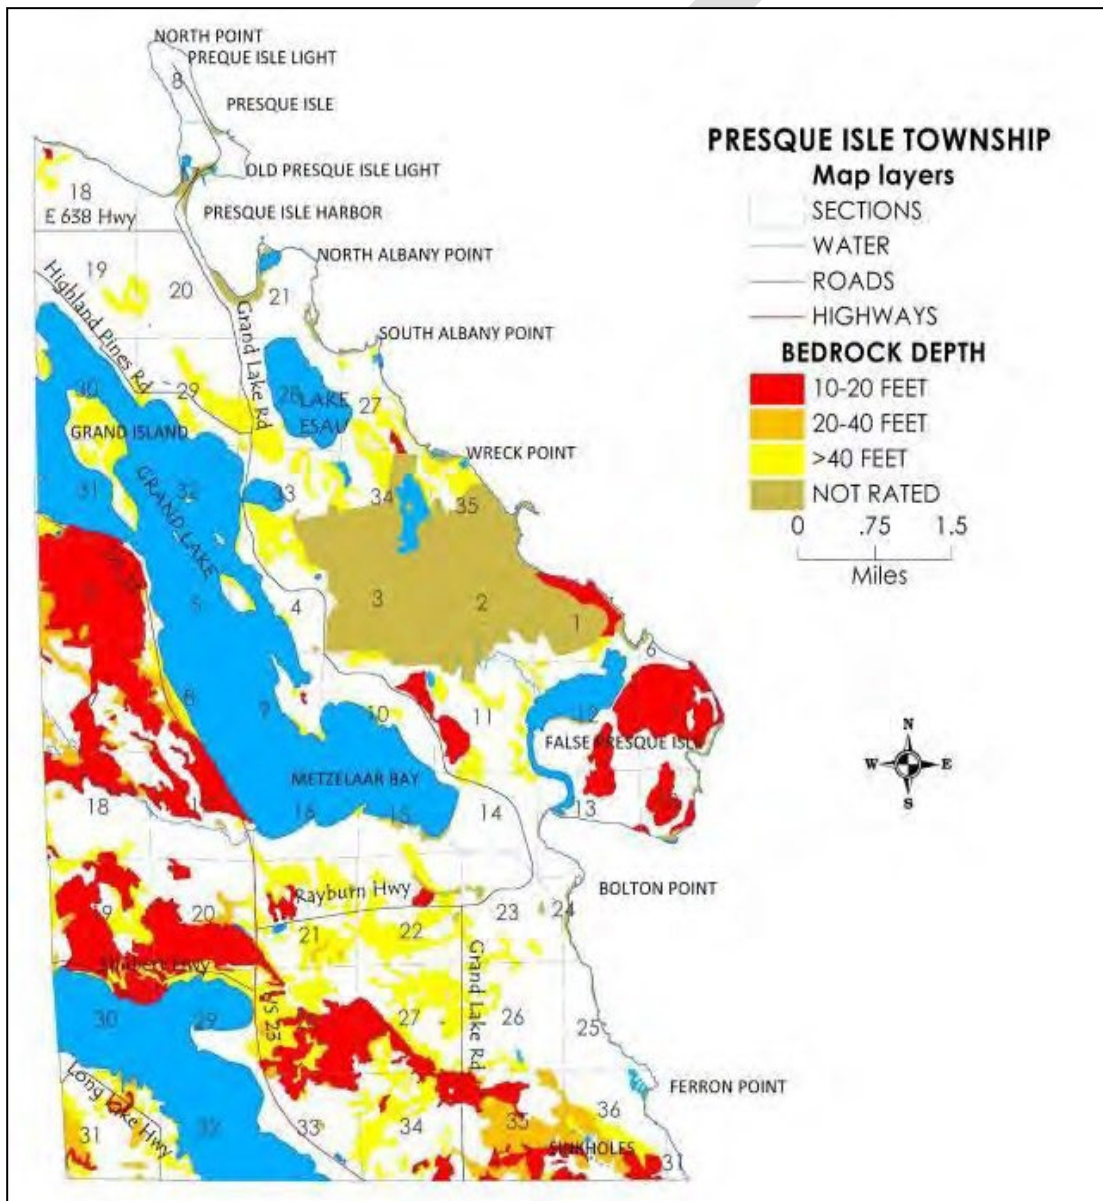 NORTH POINT
PREQUE ISLE LIGHT
8
PRESQUE ISLE
OLD PRESQUE ISLE LIGHT
18
E 638 Hwy
PRESQUE ISLE HARBOR
NORTH ALBANY POINT
19
20
21
Highland Pines Rd
Grand Lake Rd
SOUTH ALBANY POINT
30
29
28
LAKE
ESAU
27
GRAND ISLAND
WRECK POINT
31
32
GRAND LAKE
33
34
35
5
4
3
2
1
6
8
9
10
11
12
FALSE PRESQUE ISLE
METZELAAR BAY
18
16
15
14
13
BOLTON POINT
Rayburn Hwy
19
20
21
22
23
24
Grand Lake Rd
US 23
30
29
27
26
25
FERRON POINT
Long Lake Hwy
31
32
33
34
35
36
SINKHOLES
31
PRESQUE ISLE TOWNSHIP
Map layers
SECTIONS
WATER
ROADS
HIGHWAYS
BEDROCK DEPTH
10-20 FEET
20-40 FEET
>40 FEET
NOT RATED
0 .75 1.5
Miles
N
W E
S